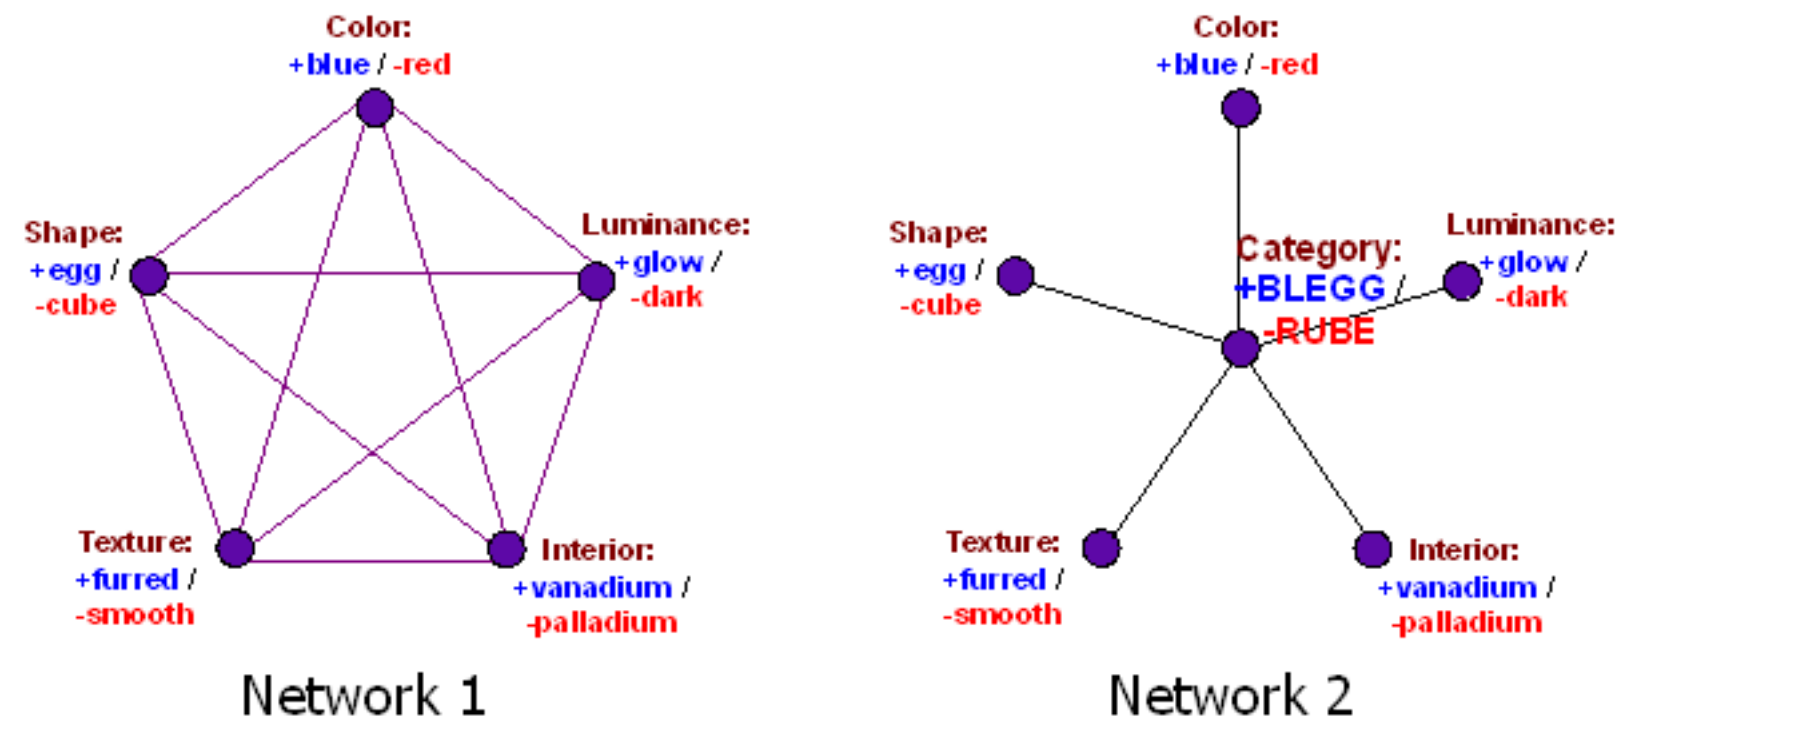 Color:
+blue / -red
Shape:
+egg /
-cube
Luminance:
+glow /
-dark
Texture:
+furred /
-smooth
Interior:
+vanadium /
-palladium
Network 1
Color:
+blue / -red
Shape:
+egg /
-cube
Category:
+BLEGG /
-RUBE
Luminance:
+glow /
-dark
Texture:
+furred /
-smooth
Interior:
+vanadium /
-palladium
Network 2